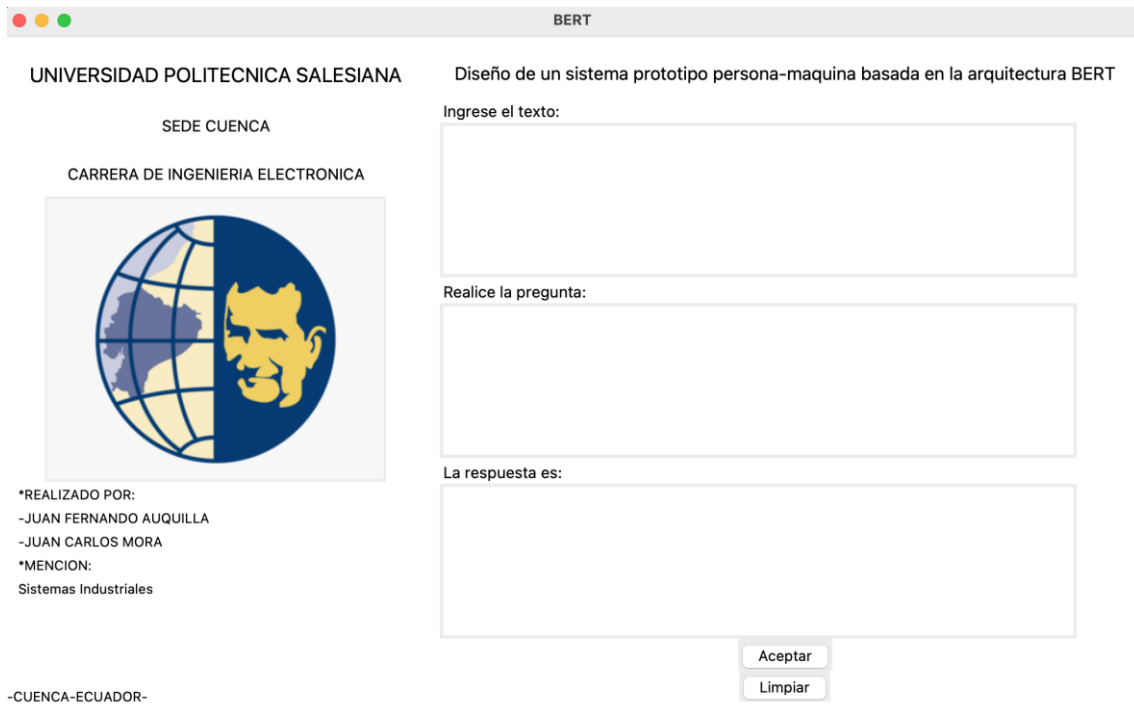 BERT
UNIVERSIDAD POLITECNICA SALESIANA
SEDE CUENCA
CARRERA DE INGENIERIA ELECTRONICA
*REALIZADO POR:
-JUAN FERNANDO AUQUILLA
-JUAN CARLOS MORA
*MENCION:
Sistemas Industriales
-CUENCA-ECUADOR-
Diseño de un sistema prototipo persona-maquina basada en la arquitectura BERT
Ingrese el texto:
Realice la pregunta:
La respuesta es:
Aceptar
Limpiar